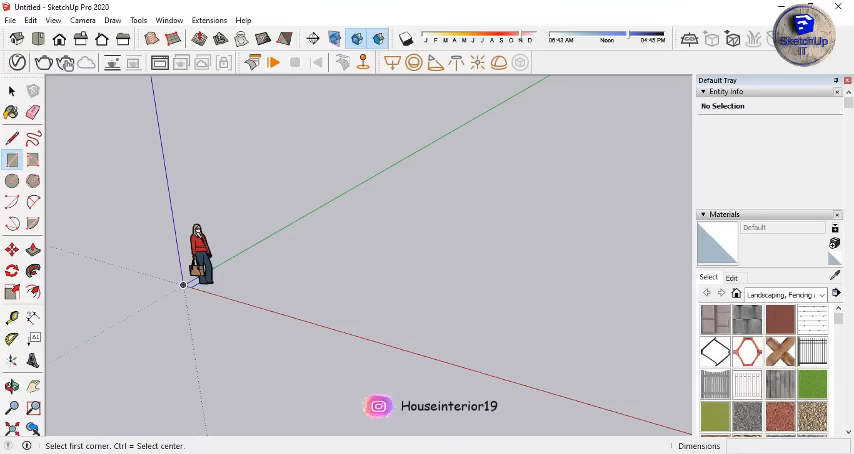 Untitled - SketchUp Pro 2020
File Edit View Camera Draw Tools Window Extensions Help
J F M A M J J A S O N D
06:43 AM Noon 04:45 PM
SketchUp
IT
Default Tray
Entity Info
No Selection
Materials
Default
Select Edit
Landscaping, Fencing
Houseinterior19
Select first corner. Ctrl = Select center.
Dimensions